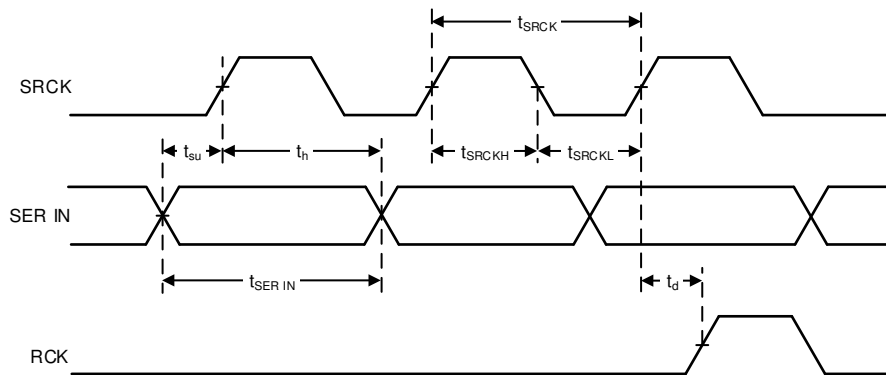 t_SRCK
SRCK
t_su
t_h
t_SRCKH
t_SRCKL
SER IN
t_SER IN
t_d
RCK